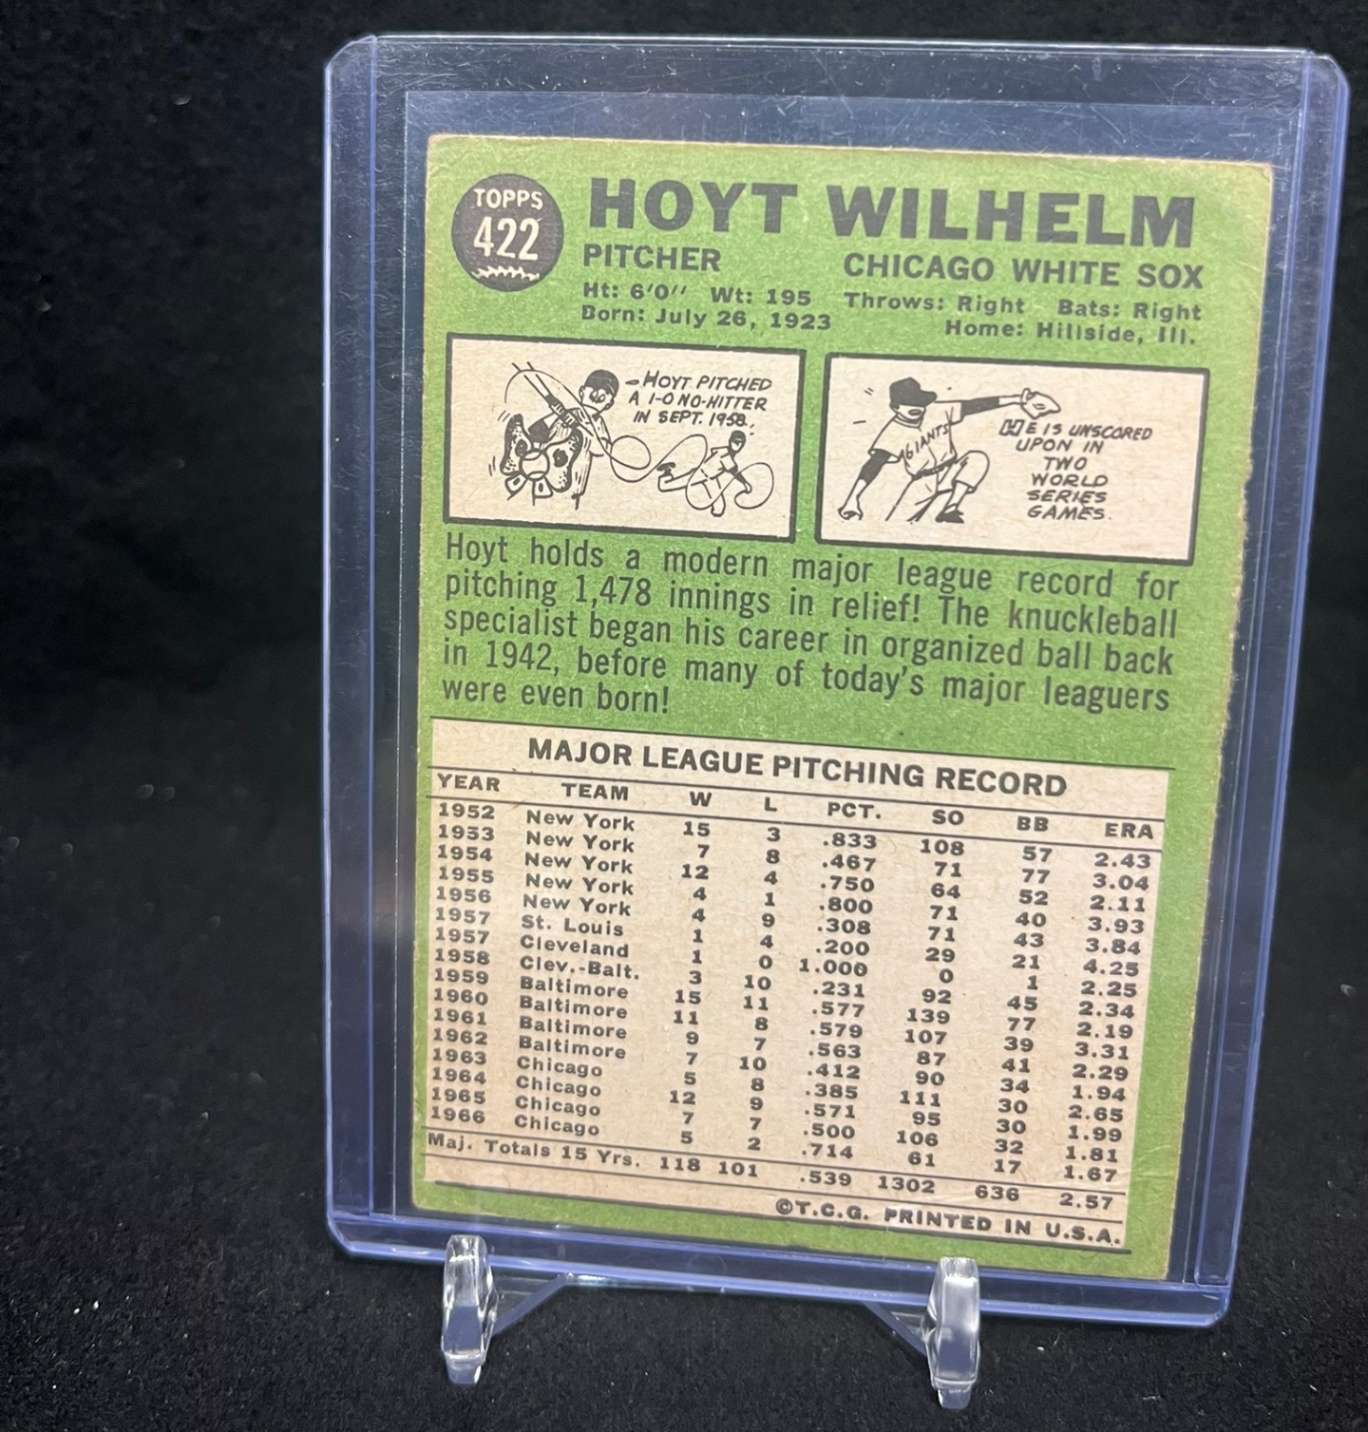 TOPPS
422
HOYT WILHELM
PITCHER CHICAGO WHITE SOX
Ht: 6'0" Wt: 195 Throws: Right Bats: Right
Born: July 26, 1923 Home: Hillside, Ill.
-HOYT PITCHED
A 1-0 NO-HITTER
IN SEPT. 1958.
GIANTS
HE IS UNSCORED
UPON IN
TWO
WORLD
SERIES
GAMES.
Hoyt holds a modern major league record for
pitching 1,478 innings in relief! The knuckleball
specialist began his career in organized ball back
in 1942, before many of today's major leaguers
were even born!
MAJOR LEAGUE PITCHING RECORD
YEAR TEAM W L PCT. SO BB ERA
1952 New York 15 3 .833 108 57 2.43
1953 New York 7 8 .467 71 77 3.04
1954 New York 12 4 .750 64 52 2.11
1955 New York 4 1 .800 71 40 3.93
1956 New York 4 9 .308 71 43 3.84
1957 St. Louis 1 4 .200 29 21 4.25
1957 Cleveland 1 0 1.000 0 1 2.25
1958 Clev.-Balt. 3 10 .231 92 45 2.34
1959 Baltimore 15 11 .577 139 77 2.19
1960 Baltimore 11 8 .579 107 39 3.31
1961 Baltimore 9 7 .563 87 41 2.29
1962 Baltimore 7 10 .412 90 34 1.94
1963 Chicago 5 8 .385 111 30 2.65
1964 Chicago 12 9 .571 95 30 1.99
1965 Chicago 7 7 .500 106 32 1.81
1966 Chicago 5 2 .714 61 17 1.67
Maj. Totals 15 Yrs. 118 101 .539 1302 636 2.57
©T.C.G. PRINTED IN U.S.A.